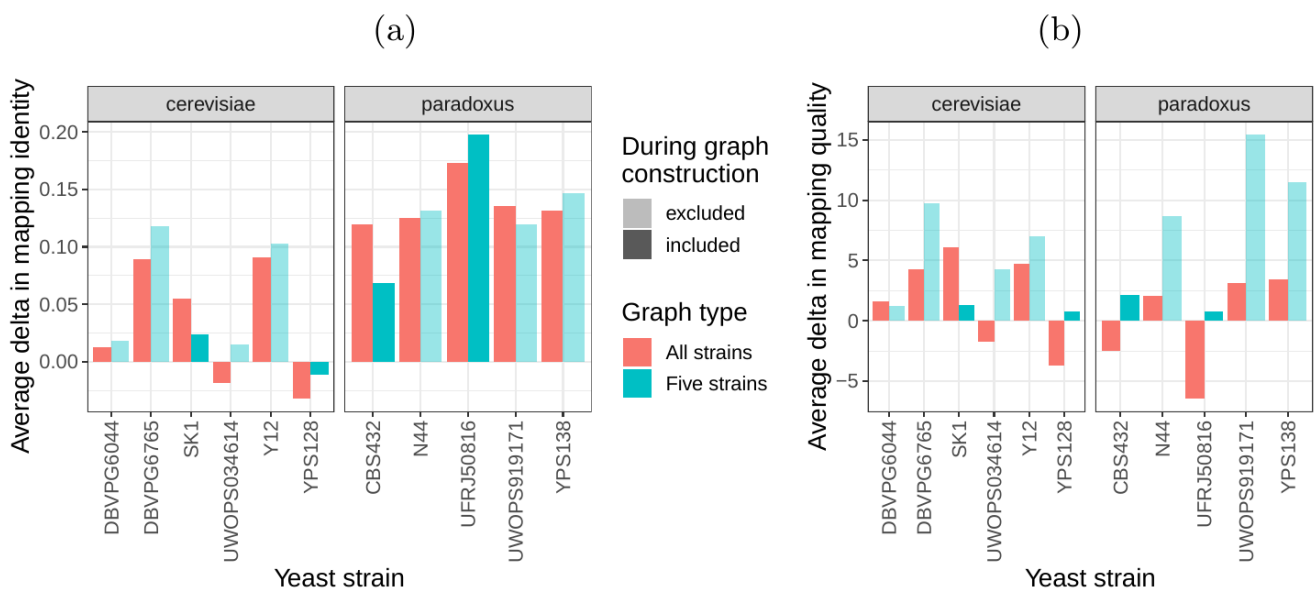 (a)
(b)
Average delta in mapping identity
cerevisiae
paradoxus
0.20
0.15
0.10
0.05
0.00
DBVPG6044
DBVPG6765
SK1
UWOPS034614
Y12
YPS128
CBS432
N44
UFRJ50816
UWOPS919171
YPS138
Yeast strain
During graph
construction
excluded
included
Graph type
All strains
Five strains
Average delta in mapping quality
cerevisiae
paradoxus
15
10
5
0
−5
DBVPG6044
DBVPG6765
SK1
UWOPS034614
Y12
YPS128
CBS432
N44
UFRJ50816
UWOPS919171
YPS138
Yeast strain